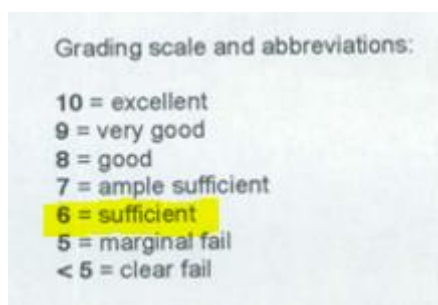 Grading scale and abbreviations:
10 = excellent
9 = very good
8 = good
7 = ample sufficient
6 = sufficient
5 = marginal fail
< 5 = clear fail